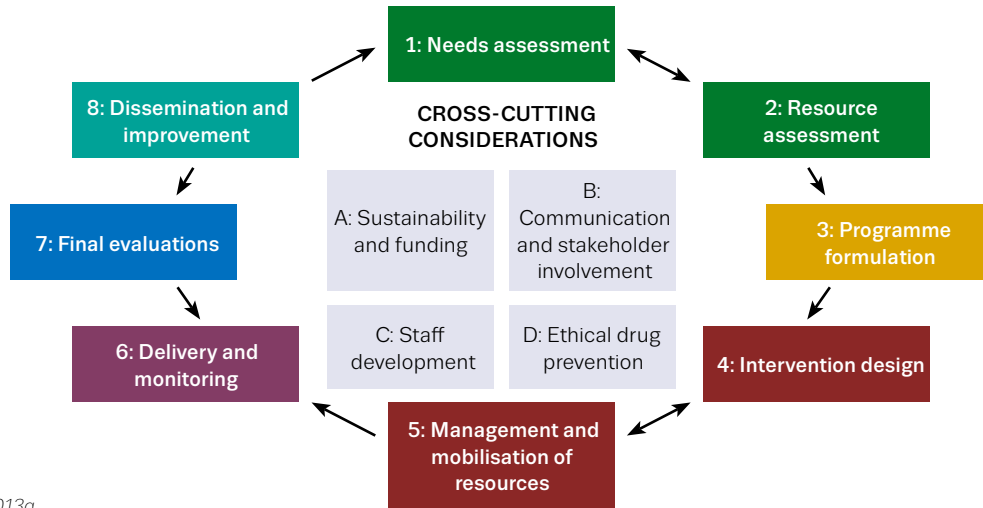 1: Needs assessment
2: Resource
assessment
3: Programme
formulation
4: Intervention design
5: Management and
mobilisation of
resources
6: Delivery and
monitoring
7: Final evaluations
8: Dissemination and
improvement
CROSS-CUTTING
CONSIDERATIONS
A: Sustainability
and funding
B:
Communication
and stakeholder
involvement
C: Staff
development
D: Ethical drug
prevention